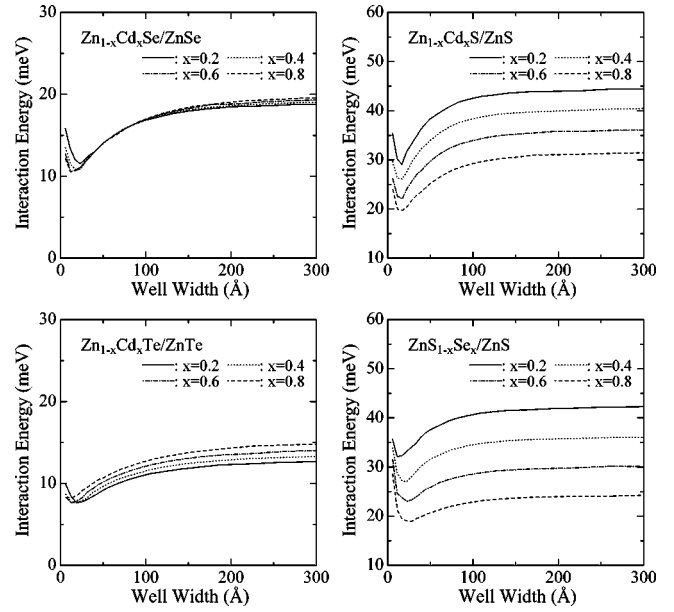 Zn1-xCdxSe/ZnSe
: x=0.2 : x=0.4
: x=0.6 : x=0.8
Interaction Energy (meV)
30
20
10
0
0 100 200 300
Well Width (Å)
Zn1-xCdxS/ZnS
: x=0.2 : x=0.4
: x=0.6 : x=0.8
Interaction Energy (meV)
60
50
40
30
20
10
0 100 200 300
Well Width (Å)
Zn1-xCdxTe/ZnTe
: x=0.2 : x=0.4
: x=0.6 : x=0.8
Interaction Energy (meV)
30
20
10
0
0 100 200 300
Well Width (Å)
ZnS1-xSex/ZnS
: x=0.2 : x=0.4
: x=0.6 : x=0.8
Interaction Energy (meV)
60
50
40
30
20
10
0 100 200 300
Well Width (Å)